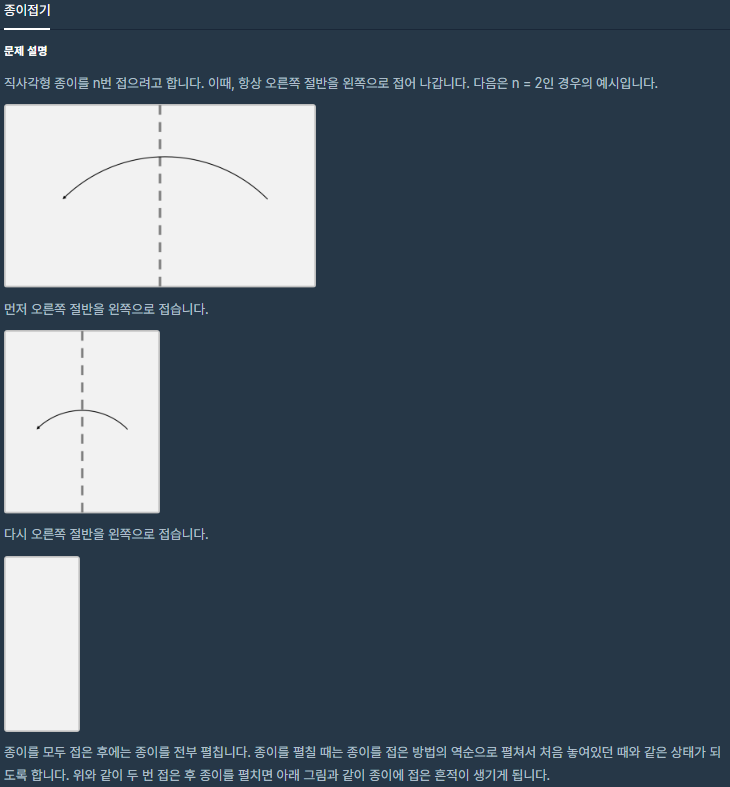 종이접기
문제 설명
직사각형 종이를 n번 접으려고 합니다. 이때, 항상 오른쪽 절반을 왼쪽으로 접어 나갑니다. 다음은 n = 2인 경우의 예시입니다.
먼저 오른쪽 절반을 왼쪽으로 접습니다.
다시 오른쪽 절반을 왼쪽으로 접습니다.
종이를 모두 접은 후에는 종이를 전부 펼칩니다. 종이를 펼칠 때는 종이를 접은 방법의 역순으로 펼쳐서 처음 놓여있던 때와 같은 상태가 되
도록 합니다. 위와 같이 두 번 접은 후 종이를 펼치면 아래 그림과 같이 종이에 접은 흔적이 생기게 됩니다.